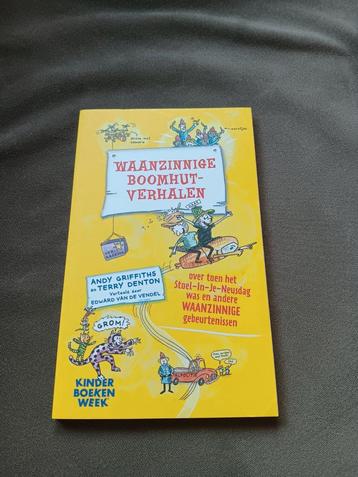 WAANZINNIGE
BOOMHUT-
VERHALEN
ANDY GRIFFITHS
EN TERRY DENTON
Vertaald door
EDWARD VAN DE VENDEL
over toen het
Stoel-In-Je-Neusdag
was en andere
WAANZINNIGE
gebeurtenissen
GROM!
KINDER
BOEKEN
WEEK